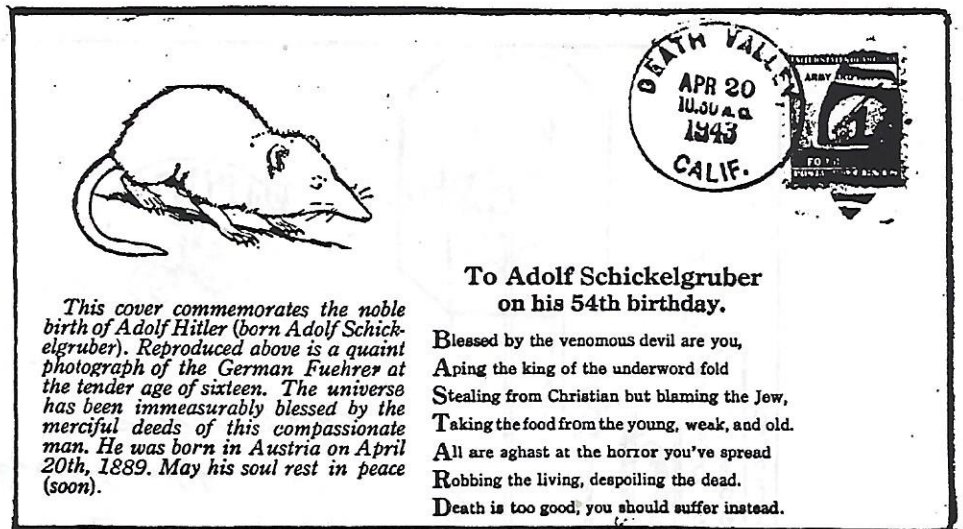 DEATH VALLEY,
APR 20
1943
CALIF.
ARMY
To Adolf Schickelgruber
on his 54th birthday.
This cover commemorates the noble
birth of Adolf Hitler (born Adolf Schick-
elgruber). Reproduced above is a quaint
photograph of the German Fuehrer at
the tender age of sixteen. The universe
has been immeasurably blessed by the
merciful deeds of this compassionate
man. He was born in Austria on April
20th, 1889. May his soul rest in peace
(soon).
Blessed by the venomous devil are you,
Aping the king of the underword fold
Stealing from Christian but blaming the Jew,
Taking the food from the young, weak, and old.
All are aghast at the horror you've spread
Robbing the living, despoiling the dead.
Death is too good, you should suffer instead.